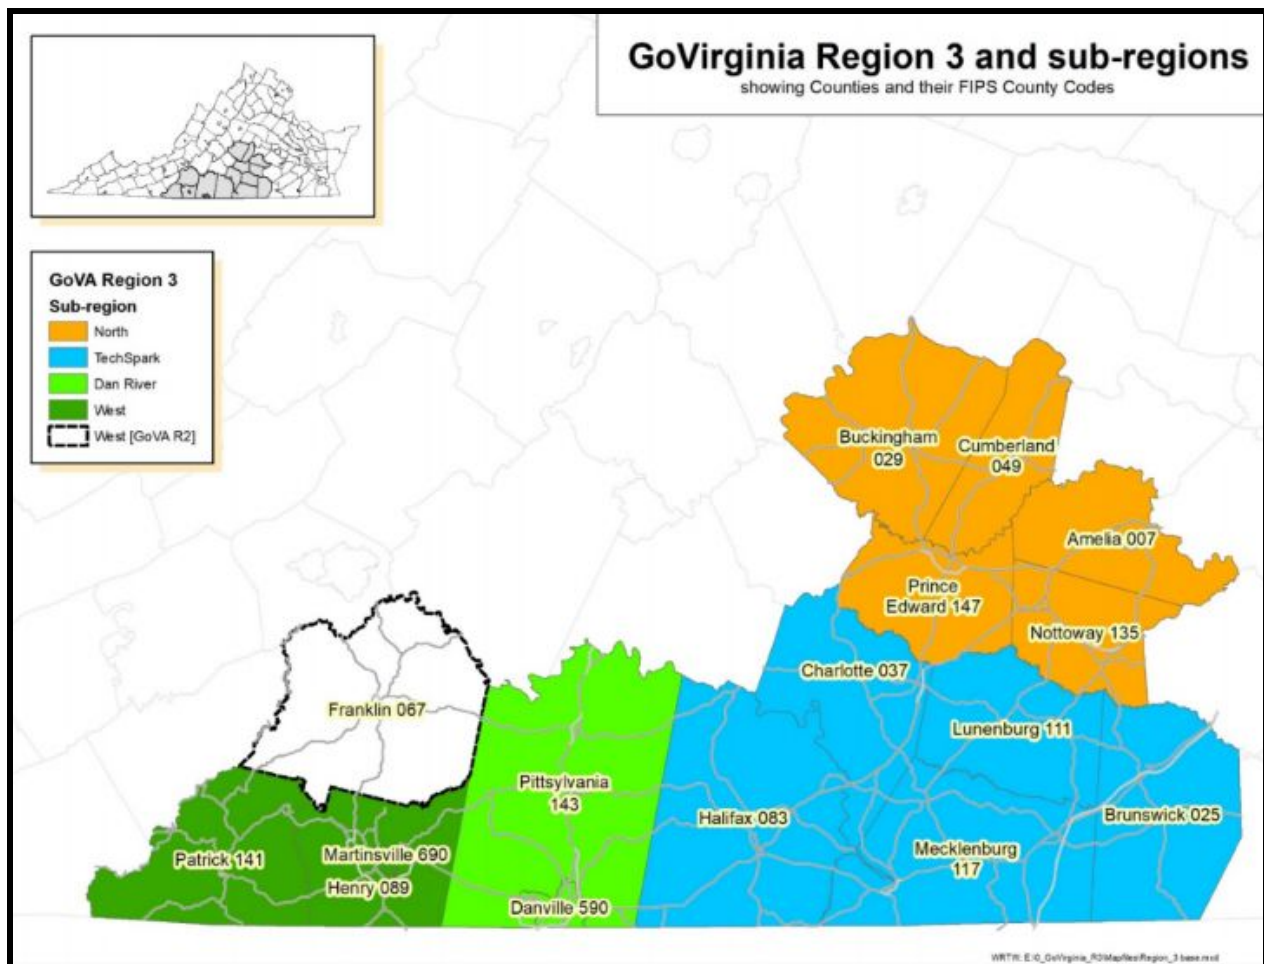 GoVirginia Region 3 and sub-regions
showing Counties and their FIPS County Codes
GoVA Region 3
Sub-region
North
TechSpark
Dan River
West
West [GoVA R2]
Buckingham
029
Cumberland
049
Amelia 007
Prince
Edward 147
Nottoway 135
Charlotte 037
Franklin 067
Lunenburg 111
Pittsylvania
143
Halifax 083
Brunswick 025
Mecklenburg
117
Patrick 141
Martinsville 690
Henry 089
Danville 590